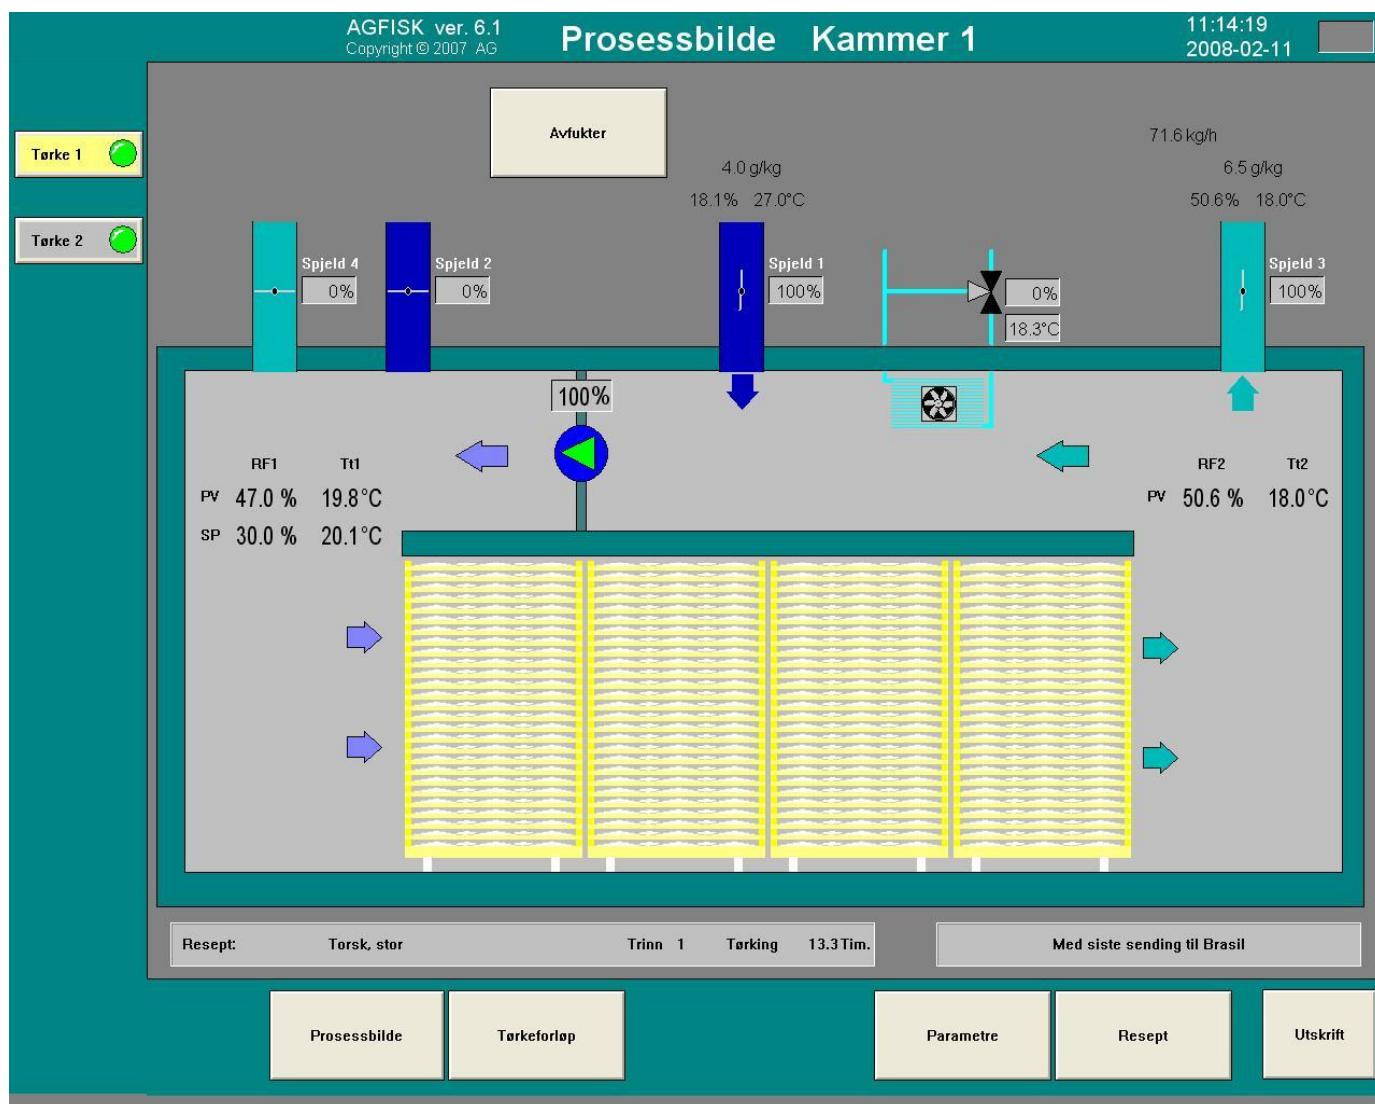 AGFISK ver. 6.1
Copyright © 2007 AG
Prosessbilde Kammer 1
11:14:19
2008-02-11
Tørke 1
Tørke 2
Avfukter
4.0 g/kg
18.1% 27.0°C
71.6 kg/h
6.5 g/kg
50.6% 18.0°C
Spjeld 4
0%
Spjeld 2
0%
Spjeld 1
100%
0%
18.3°C
Spjeld 3
100%
100%
RF1 Tt1
PV 47.0 % 19.8°C
SP 30.0 % 20.1°C
RF2 Tt2
PV 50.6 % 18.0°C
Resept: Torsk, stor Trinn 1 Tørking 13.3 Tim.
Med siste sending til Brasil
Prosessbilde
Tørkeforløp
Parametre
Resept
Utskrift